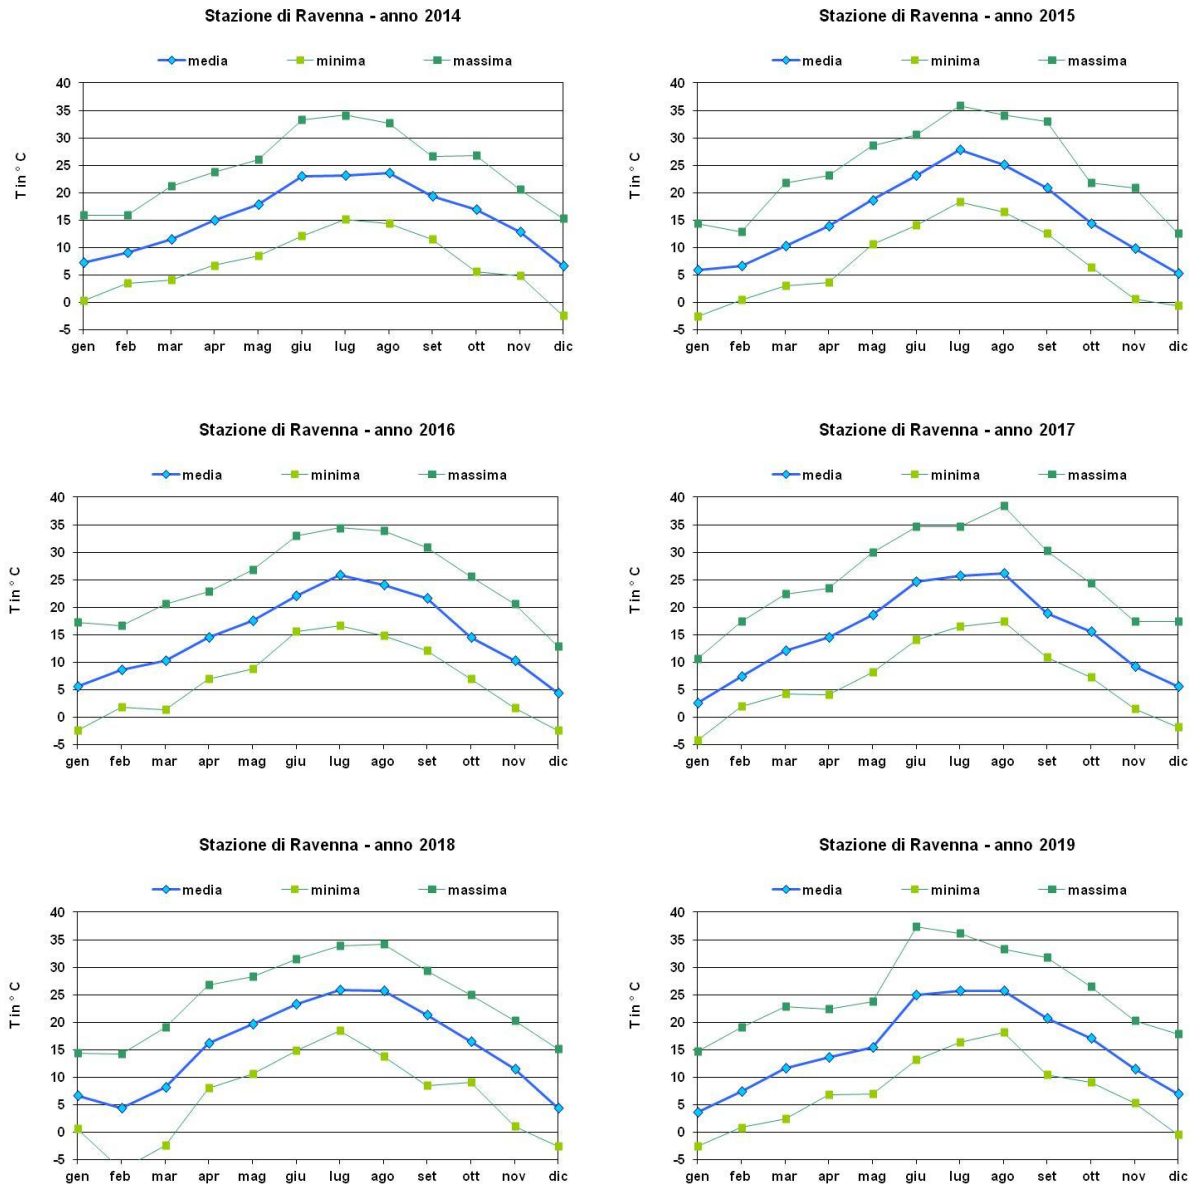 Stazione di Ravenna - anno 2014
media minima massima
T in ° C
40
35
30
25
20
15
10
5
0
-5
gen feb mar apr mag giu lug ago set ott nov dic
Stazione di Ravenna - anno 2015
media minima massima
T in ° C
40
35
30
25
20
15
10
5
0
-5
gen feb mar apr mag giu lug ago set ott nov dic
Stazione di Ravenna - anno 2016
media minima massima
T in ° C
40
35
30
25
20
15
10
5
0
-5
gen feb mar apr mag giu lug ago set ott nov dic
Stazione di Ravenna - anno 2017
media minima massima
T in ° C
40
35
30
25
20
15
10
5
0
-5
gen feb mar apr mag giu lug ago set ott nov dic
Stazione di Ravenna - anno 2018
media minima massima
T in ° C
40
35
30
25
20
15
10
5
0
-5
gen feb mar apr mag giu lug ago set ott nov dic
Stazione di Ravenna - anno 2019
media minima massima
T in ° C
40
35
30
25
20
15
10
5
0
-5
gen feb mar apr mag giu lug ago set ott nov dic